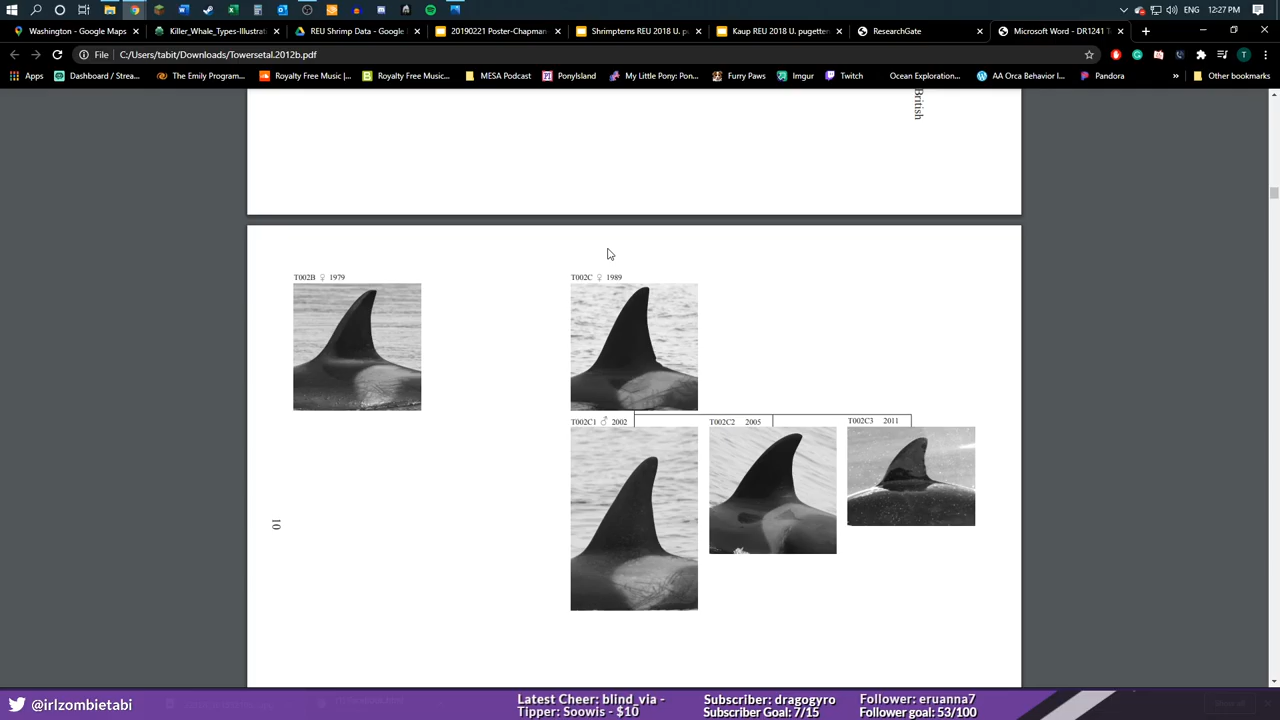 ENG 12:27 PM
Washington - Google Maps
Killer_Whale_Types-Illustrat
REU Shrimp Data - Google
20190221 Poster-Chapman
Shrimpterns REU 2018 U. p
Kaup REU 2018 U. pugetten
ResearchGate
Microsoft Word - DR1241 T
File C:/Users/tabit/Downloads/Towersetal.2012b.pdf
T
Apps
Dashboard / Strea...
The Emily Program...
Royalty Free Music |...
Royalty Free Music...
MESA Podcast
PonyIsland
My Little Pony: Pon...
Furry Paws
Imgur
Twitch
Ocean Exploration...
AA Orca Behavior I...
Pandora
»
Other bookmarks
British
T002B ♀ 1979
T002C ♀ 1989
T002C1 ♂ 2002
T002C2 2005
T002C3 2011
10
@irlzombietabi
Latest Cheer: blind_via -
Tipper: Soowis - $10
Subscriber: dragogyro
Subscriber Goal: 7/15
Follower: eruanna7
Follower goal: 53/100